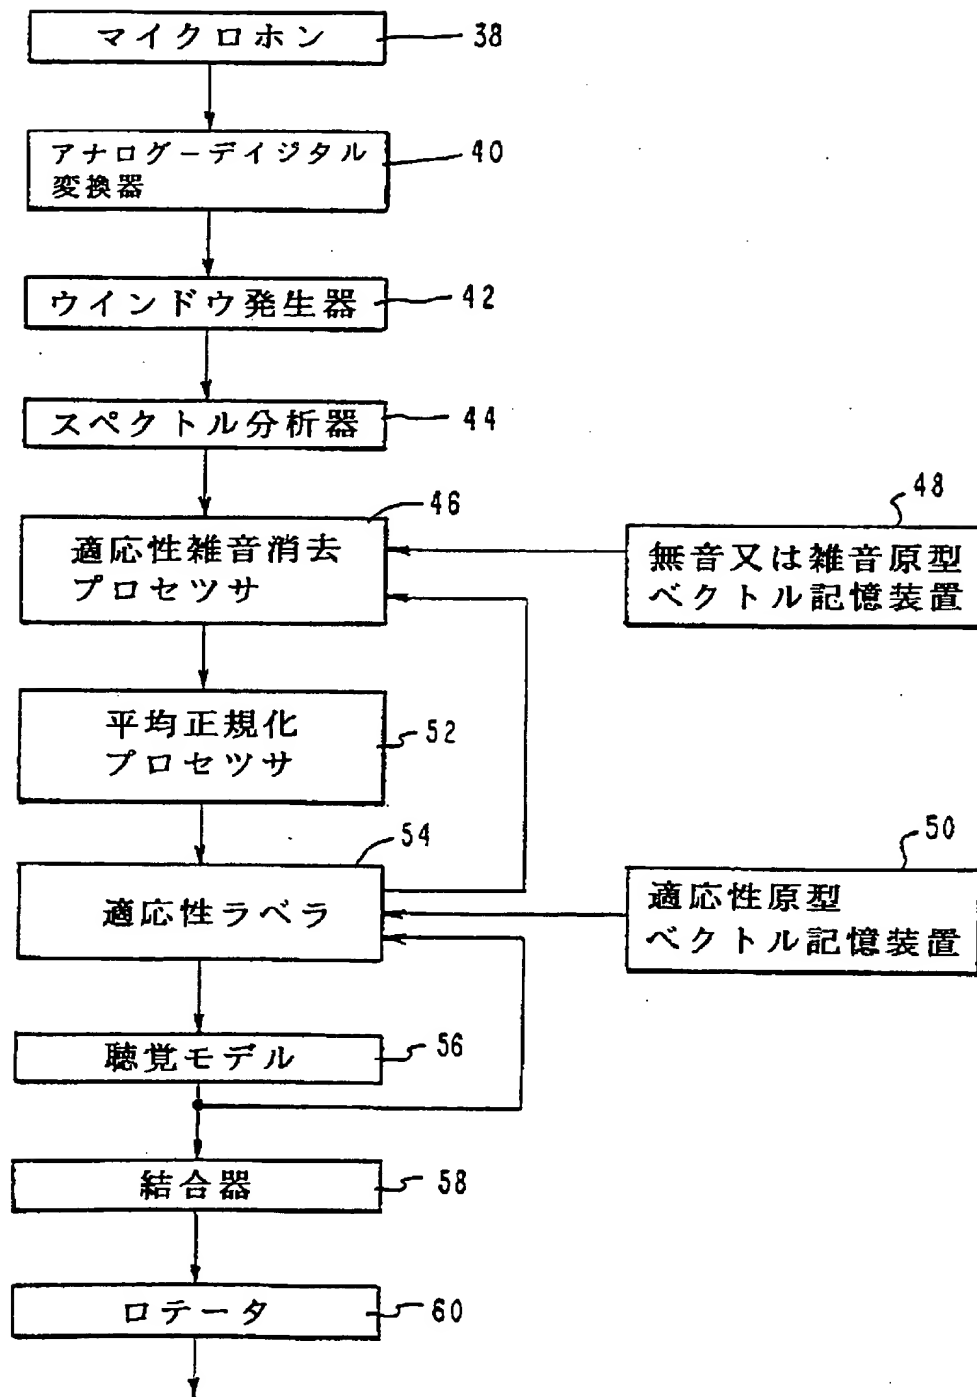 マイクロホン
38
アナログーデイジタル
変換器
40
ウインドウ発生器
42
スペクトル分析器
44
46
適応性雑音消去
プロセツサ
48
無音又は雑音原型
ベクトル記憶装置
平均正規化
プロセツサ
52
54
適応性ラベラ
50
適応性原型
ベクトル記憶装置
聴覚モデル
56
結合器
58
ロテータ
60